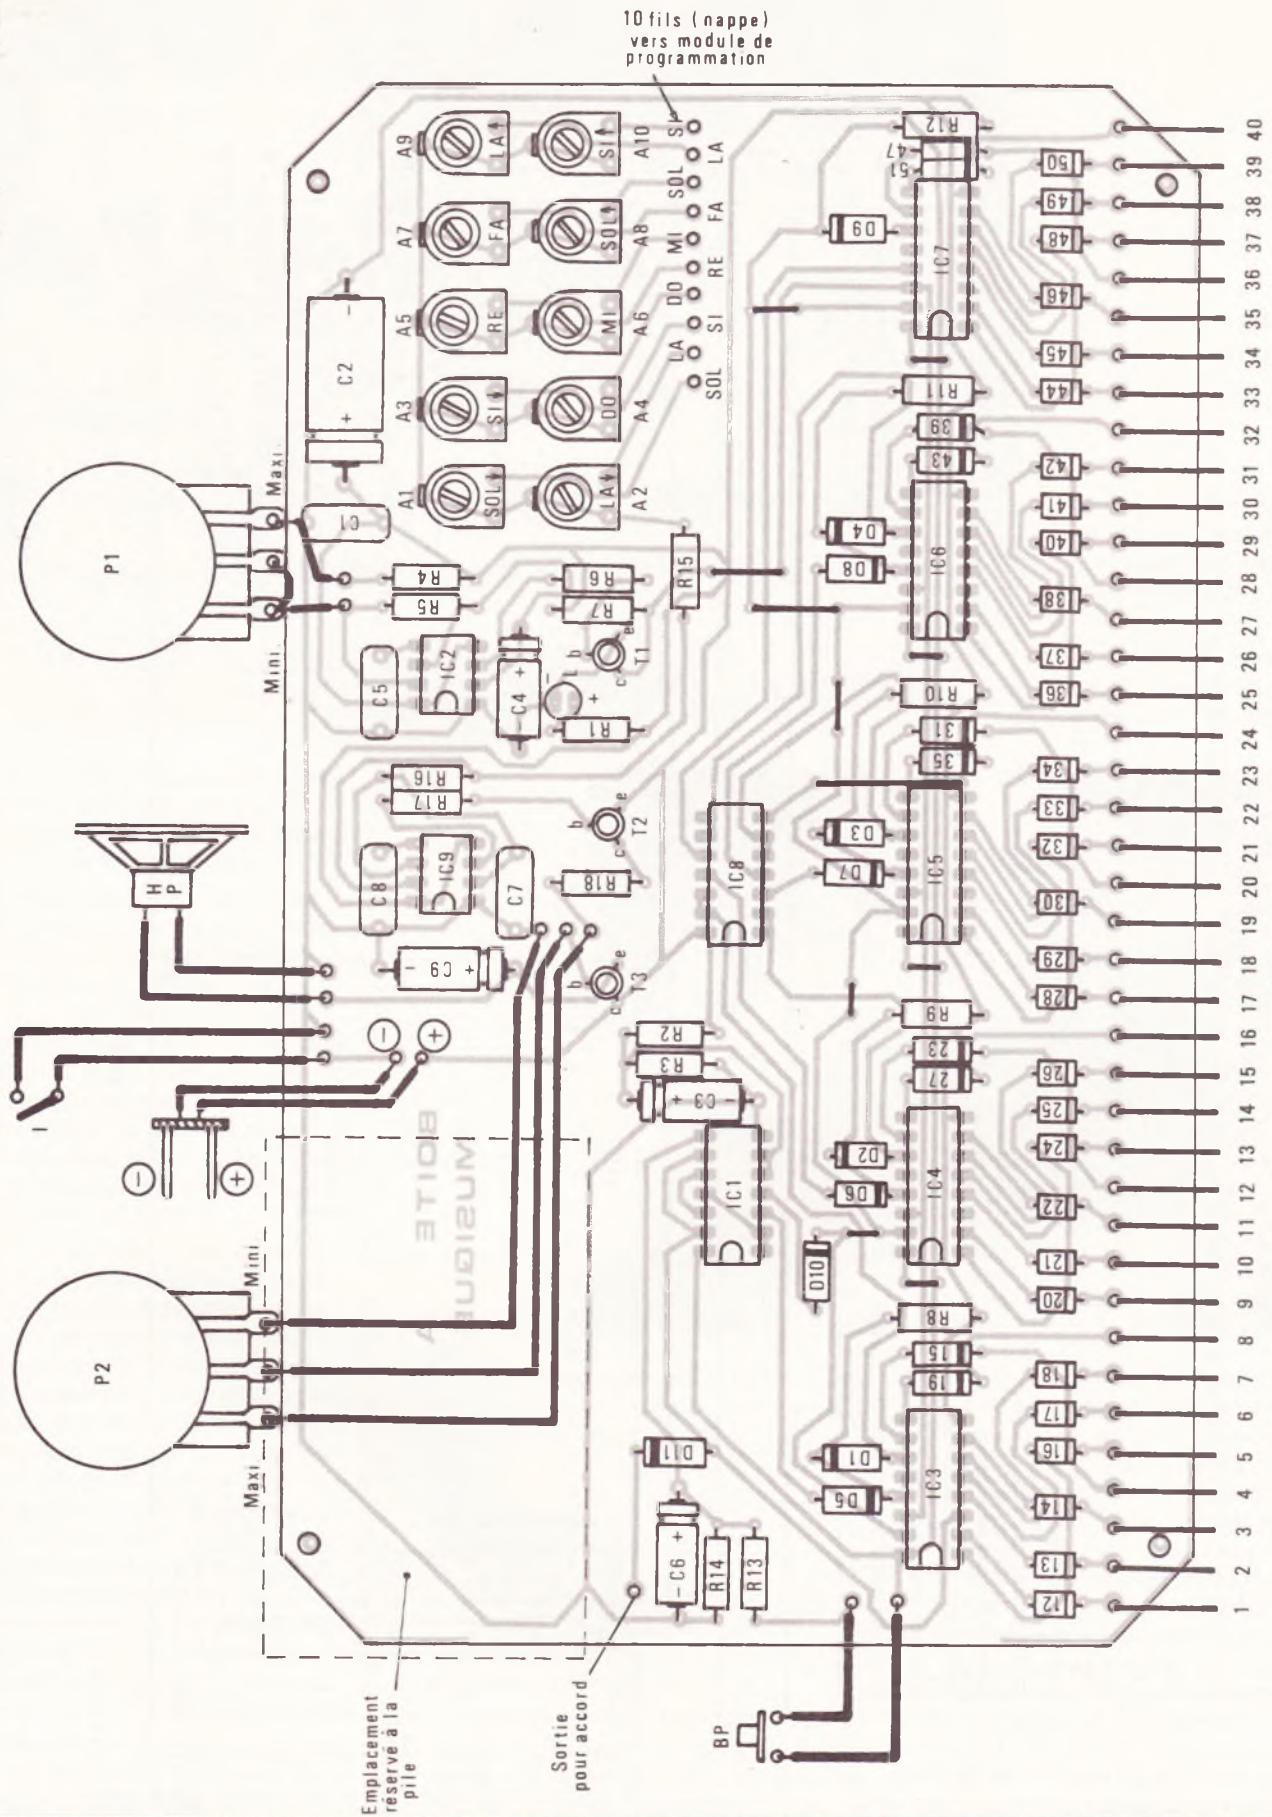 10 fils (nappe)
vers module de
programmation
P1
Maxi
Mini
C2
+
-
C1
A9
A7
A5
A3
A1
LA
FA
RE
SI
SOL
SI
SOL
MI
DO
LA
A10
A8
A6
A4
A2
SI
LA
SOL
FA
MI
RE
DO
SI
LA
SOL
R4
R5
R6
R7
R15
C5
IC2
C4
-
+
L
-
+
R1
b
e
c
T1
R16
R17
C8
IC9
C7
R18
b
e
c
T2
H P
- C9 +
b
e
c
T3
I
-
+
-
+
R2
R3
- C3 +
IC1
IC8
BOITE A
MUSIQUE
P2
Mini
Maxi
Emplacement
réservé à la
pile
Sortie
pour accord
BP
D11
- C6 +
R14
R13
D10
D9
D4
D8
D3
D7
D2
D6
D1
D5
R12
47
51
IC7
R11
39
43
IC6
R10
31
35
IC5
R9
23
27
IC4
R8
15
19
IC3
50
49
48
46
45
44
42
41
40
38
37
36
34
33
32
30
29
28
26
25
24
22
21
20
18
17
16
14
13
12
40
39
38
37
36
35
34
33
32
31
30
29
28
27
26
25
24
23
22
21
20
19
18
17
16
15
14
13
12
11
10
9
8
7
6
5
4
3
2
1